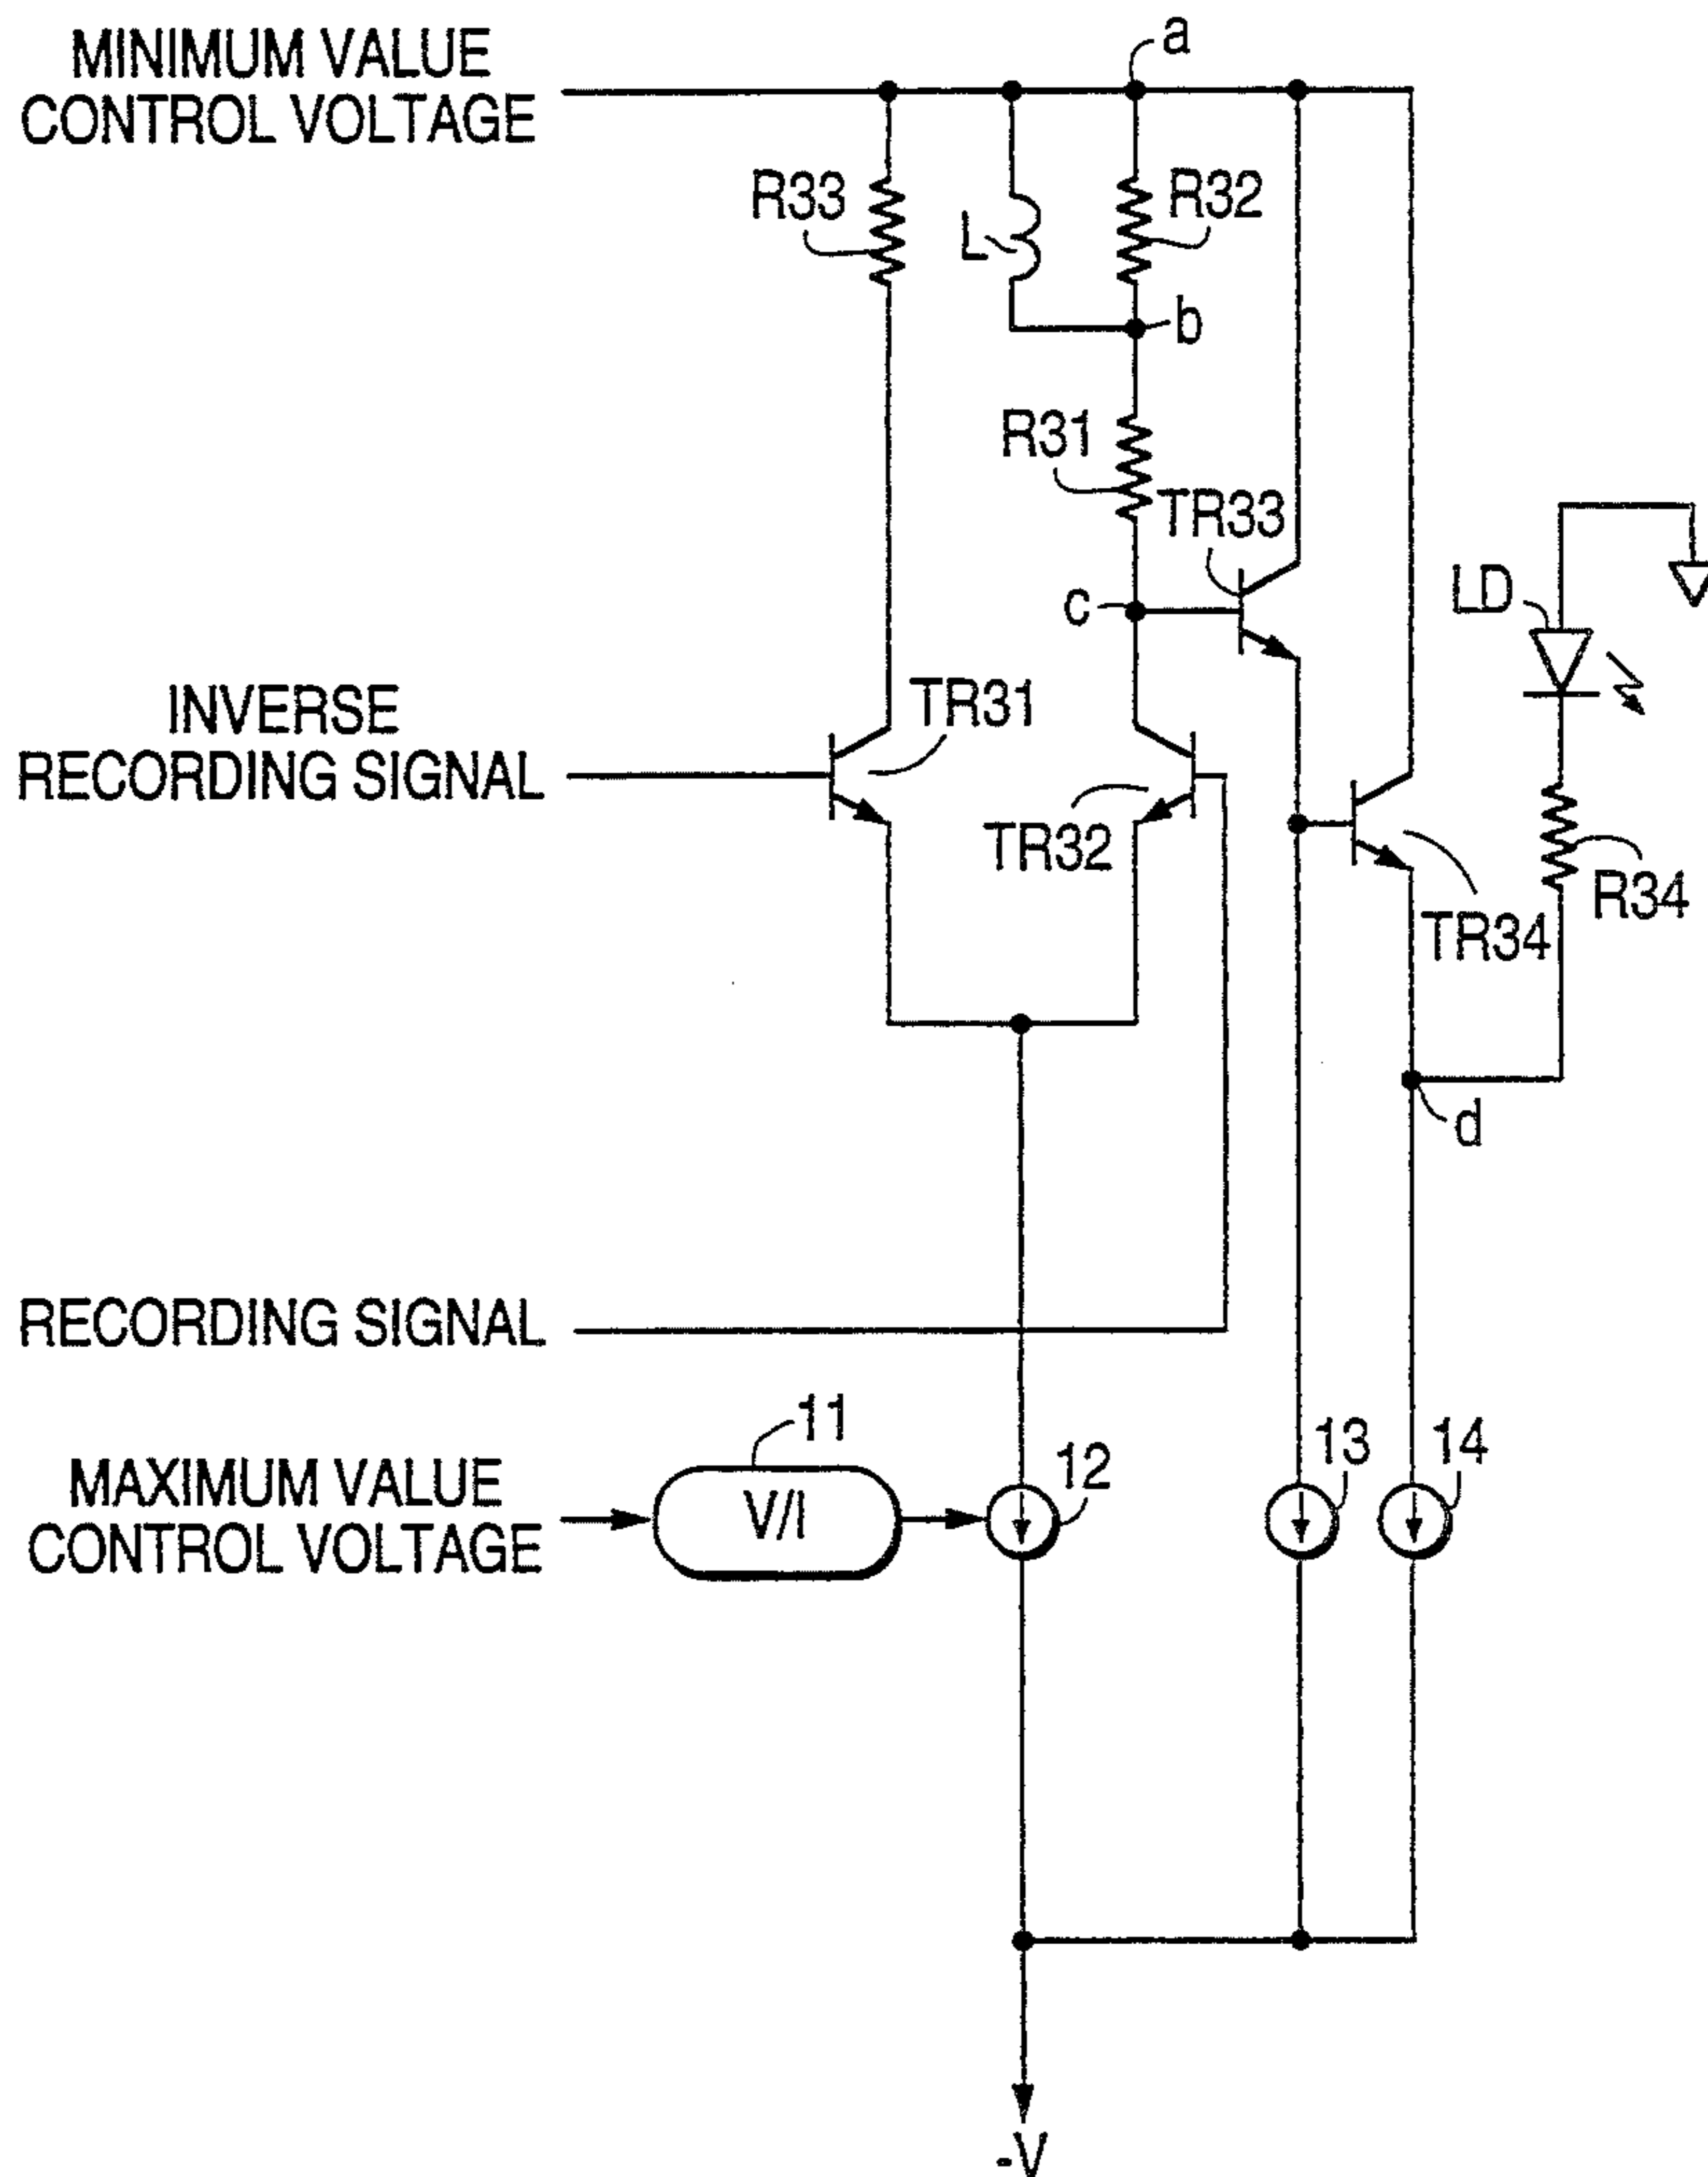 a
MINIMUM VALUE
CONTROL VOLTAGE
R33
L
R32
b
R31
TR33
c
LD
INVERSE
RECORDING SIGNAL
TR31
TR32
R34
TR34
d
RECORDING SIGNAL
11
12
13
14
MAXIMUM VALUE
CONTROL VOLTAGE
V/I
-V